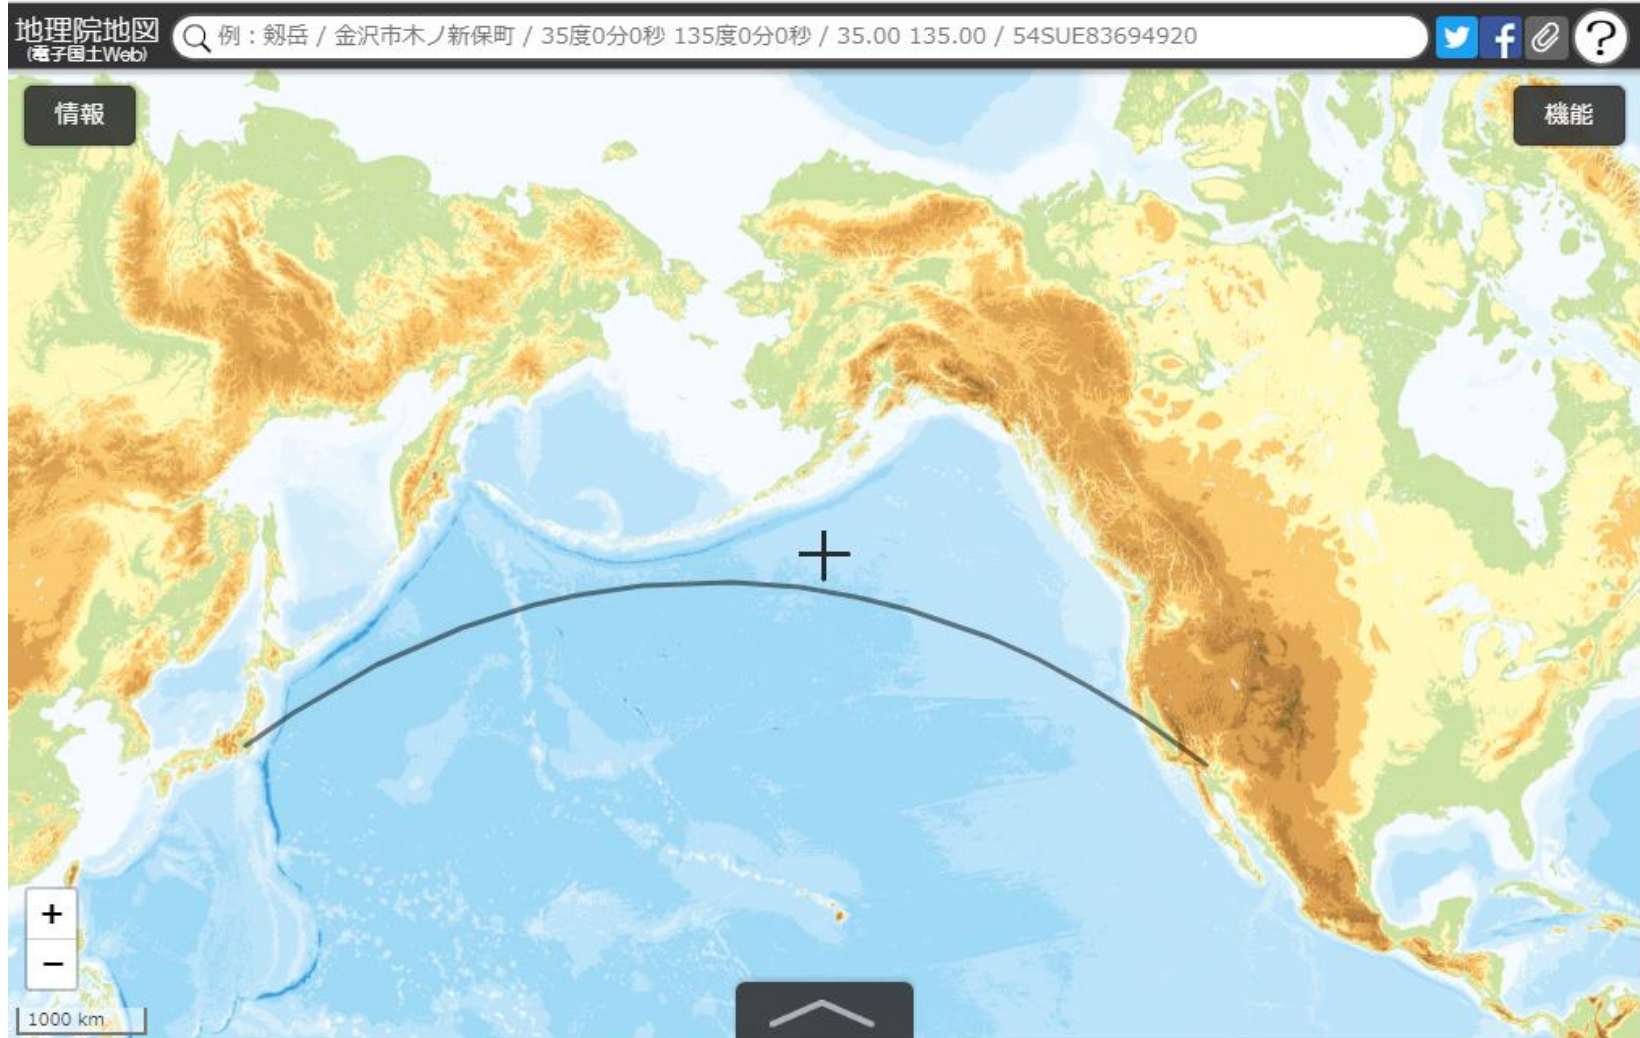 地理院地図
(電子国土Web)
例：剱岳 / 金沢市木ノ新保町 / 35度0分0秒 135度0分0秒 / 35.00 135.00 / 54SUE83694920
?
情報
機能
+
−
1000 km